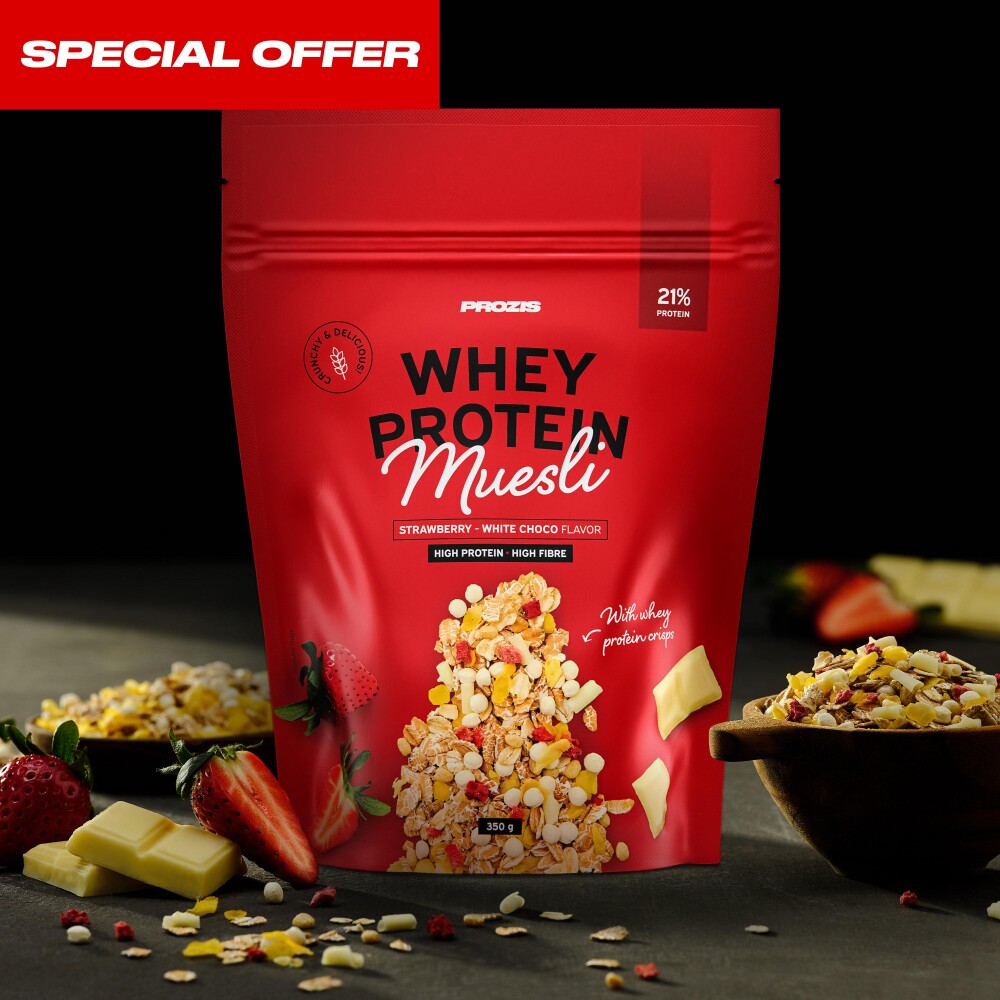 SPECIAL OFFER
21%
PROTEIN
PROZIS
CRUNCHY & DELICIOUS!
WHEY
PROTEIN
Muesli
STRAWBERRY - WHITE CHOCO FLAVOR
HIGH PROTEIN · HIGH FIBRE
With whey
protein crisps
350 g